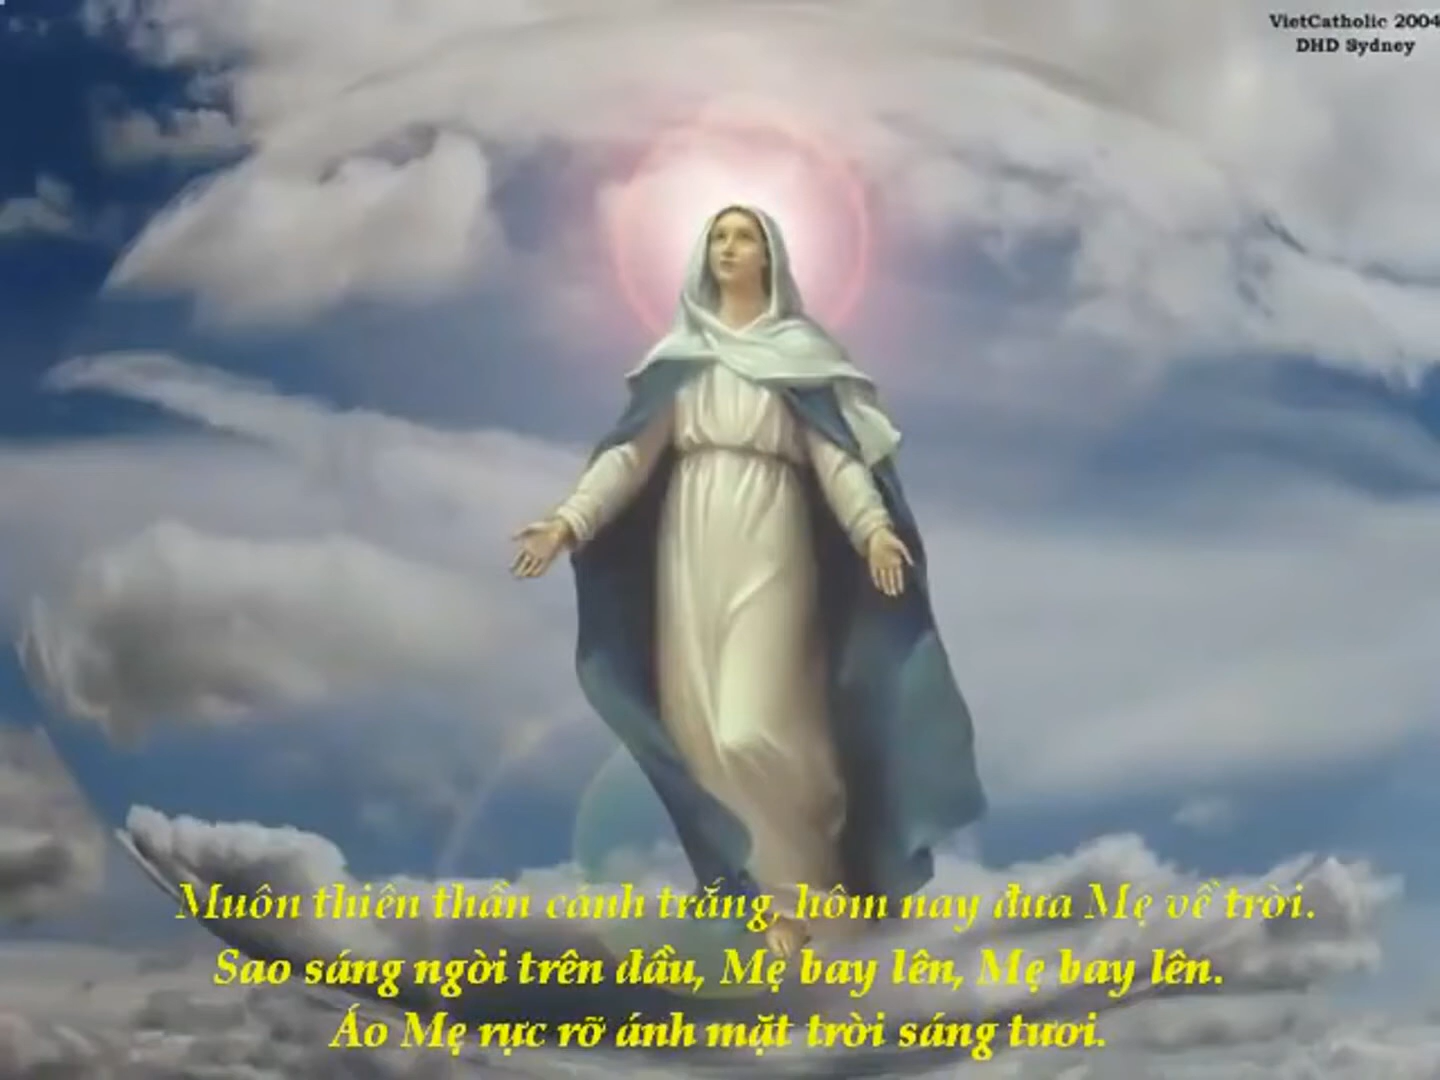 VietCatholic 2004
DHD Sydney
Muôn thiên thần cánh trắng, hôm nay đưa Mẹ về trời.
Sao sáng ngời trên đầu, Mẹ bay lên, Mẹ bay lên.
Áo Mẹ rực rỡ ánh mặt trời sáng tươi.